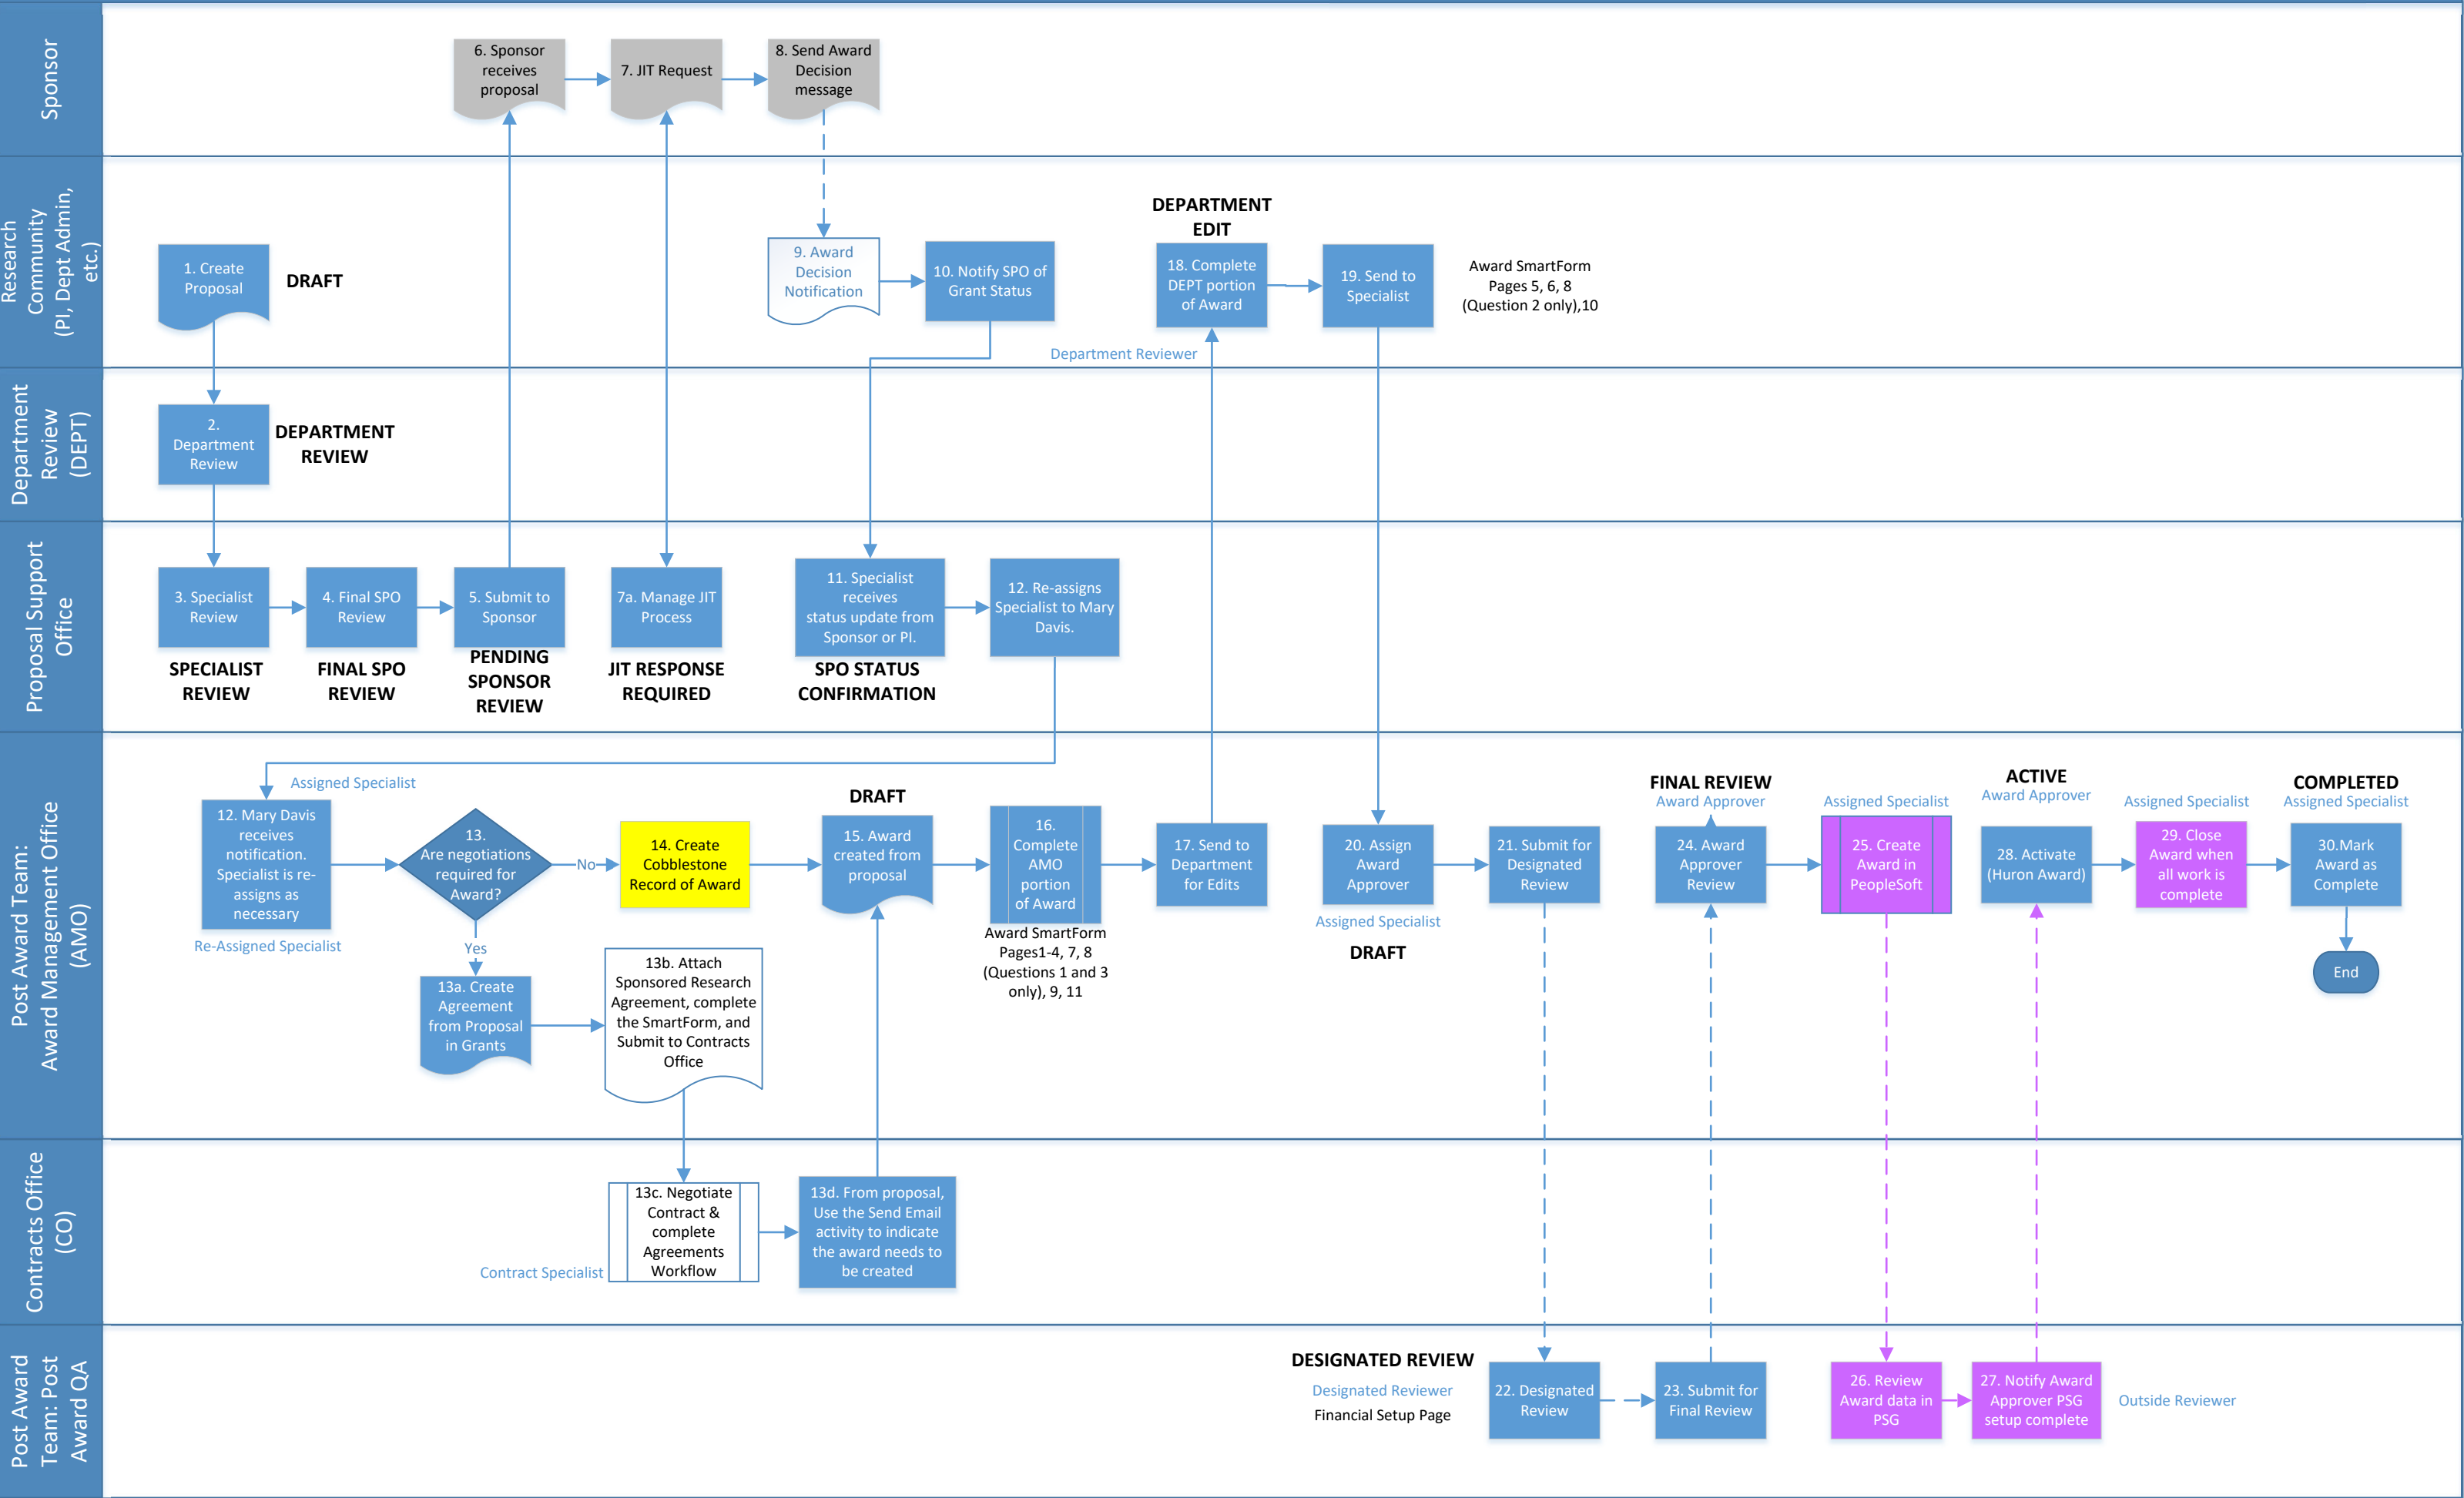 Sponsor
6. Sponsor
receives
proposal
7. JIT Request
8. Send Award
Decision
message
Research
Community
(PI, Dept Admin,
etc.)
1. Create
Proposal
DRAFT
9. Award
Decision
Notification
10. Notify SPO of
Grant Status
DEPARTMENT
EDIT
18. Complete
DEPT portion
of Award
19. Send to
Specialist
Award SmartForm
Pages 5, 6, 8
(Question 2 only),10
Department Reviewer
Department
Review
(DEPT)
2.
Department
Review
DEPARTMENT
REVIEW
Proposal Support
Office
3. Specialist
Review
SPECIALIST
REVIEW
4. Final SPO
Review
FINAL SPO
REVIEW
5. Submit to
Sponsor
PENDING
SPONSOR
REVIEW
7a. Manage JIT
Process
JIT RESPONSE
REQUIRED
11. Specialist
receives
status update from
Sponsor or PI.
SPO STATUS
CONFIRMATION
12. Re-assigns
Specialist to Mary
Davis.
Post Award Team:
Award Management Office
(AMO)
Assigned Specialist
12. Mary Davis
receives
notification.
Specialist is re-
assigns as
necessary
Re-Assigned Specialist
13.
Are negotiations
required for
Award?
No
Yes
13a. Create
Agreement
from Proposal
in Grants
13b. Attach
Sponsored Research
Agreement, complete
the SmartForm, and
Submit to Contracts
Office
14. Create
Cobblestone
Record of Award
DRAFT
15. Award
created from
proposal
16.
Complete
AMO
portion
of Award
Award SmartForm
Pages1-4, 7, 8
(Questions 1 and 3
only), 9, 11
17. Send to
Department
for Edits
20. Assign
Award
Approver
Assigned Specialist
DRAFT
21. Submit for
Designated
Review
FINAL REVIEW
Award Approver
24. Award
Approver
Review
Assigned Specialist
25. Create
Award in
PeopleSoft
ACTIVE
Award Approver
28. Activate
(Huron Award)
Assigned Specialist
29. Close
Award when
all work is
complete
COMPLETED
Assigned Specialist
30.Mark
Award as
Complete
End
Contracts Office
(CO)
Contract Specialist
13c. Negotiate
Contract &
complete
Agreements
Workflow
13d. From proposal,
Use the Send Email
activity to indicate
the award needs to
be created
Post Award
Team: Post
Award QA
DESIGNATED REVIEW
Designated Reviewer
Financial Setup Page
22. Designated
Review
23. Submit for
Final Review
26. Review
Award data in
PSG
27. Notify Award
Approver PSG
setup complete
Outside Reviewer